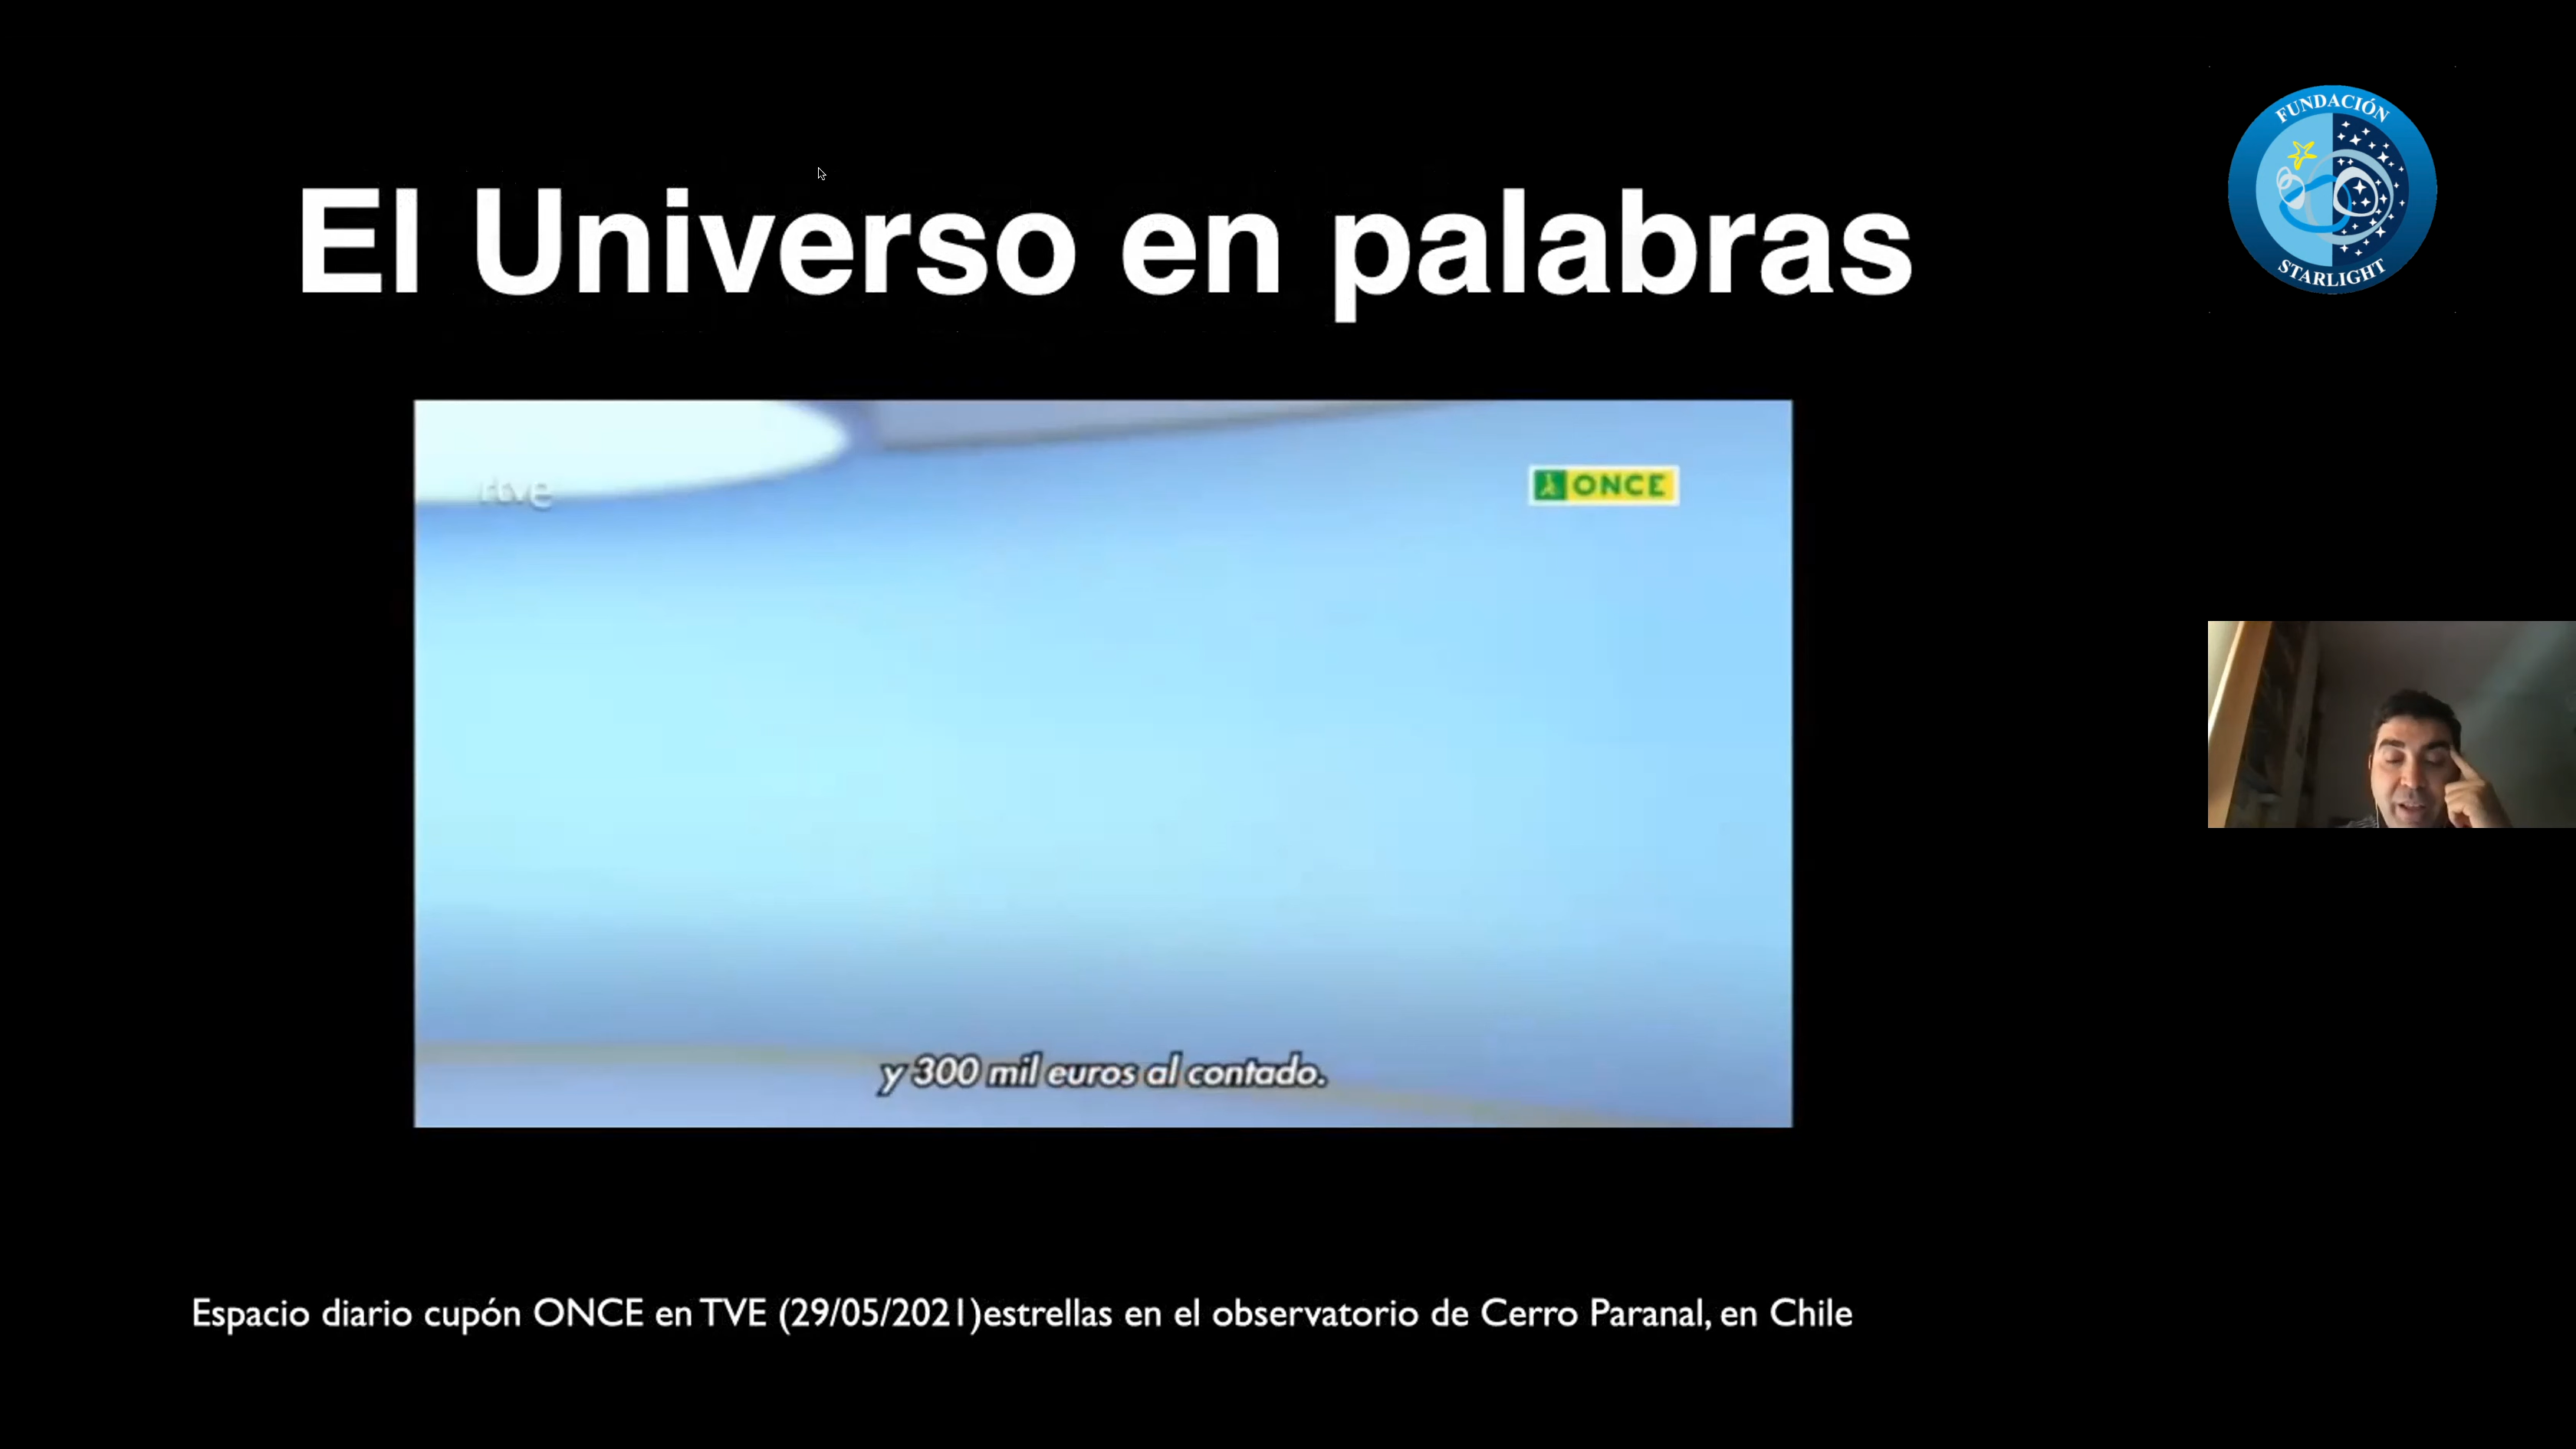 FUNDACIÓN
STARLIGHT
El Universo en palabras
rtve
ONCE
y 300 mil euros al contado.
Espacio diario cupón ONCE en TVE (29/05/2021)estrellas en el observatorio de Cerro Paranal, en Chile